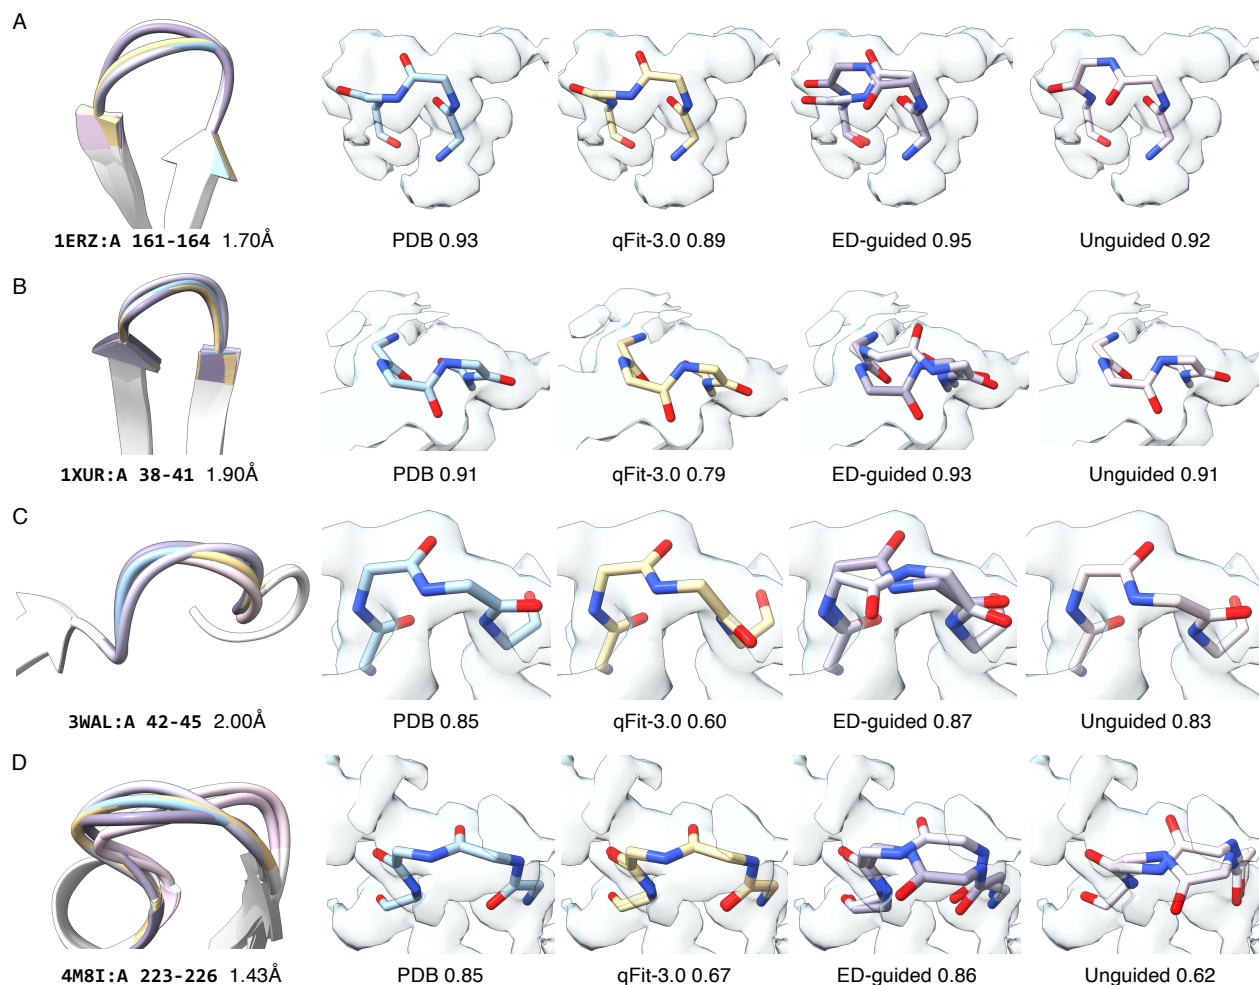 A
1ERZ:A 161-164 1.70Å
PDB 0.93
qFit-3.0 0.89
ED-guided 0.95
Unguided 0.92
B
1XUR:A 38-41 1.90Å
PDB 0.91
qFit-3.0 0.79
ED-guided 0.93
Unguided 0.91
C
3WAL:A 42-45 2.00Å
PDB 0.85
qFit-3.0 0.60
ED-guided 0.87
Unguided 0.83
D
4M8I:A 223-226 1.43Å
PDB 0.85
qFit-3.0 0.67
ED-guided 0.86
Unguided 0.62